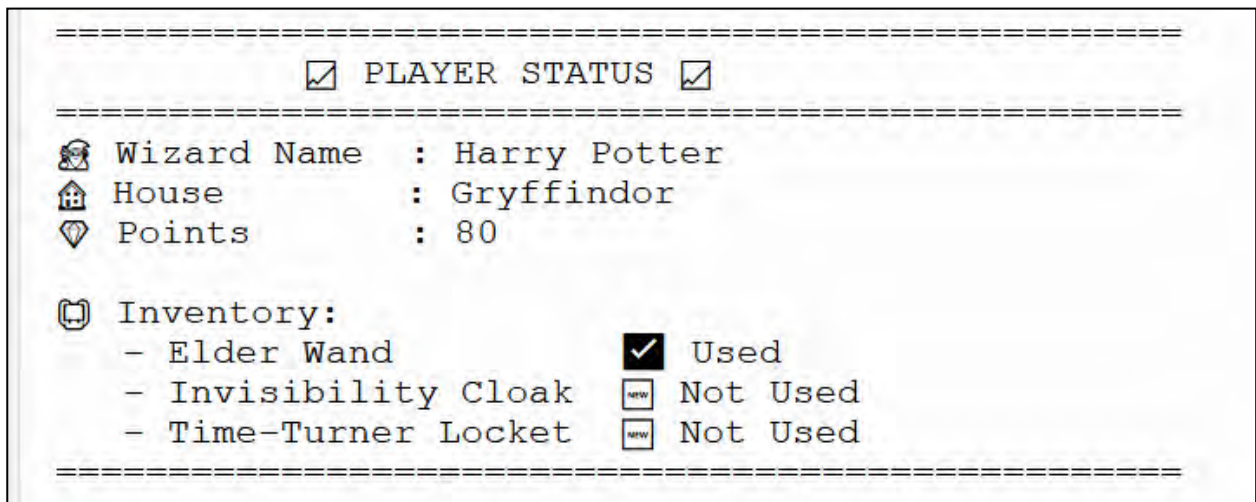 ==================================================
📈 PLAYER STATUS 📈
==================================================
🧙 Wizard Name : Harry Potter
🏠 House : Gryffindor
💎 Points : 80
🎒 Inventory:
- Elder Wand ✅ Used
- Invisibility Cloak 🆕 Not Used
- Time-Turner Locket 🆕 Not Used
==================================================